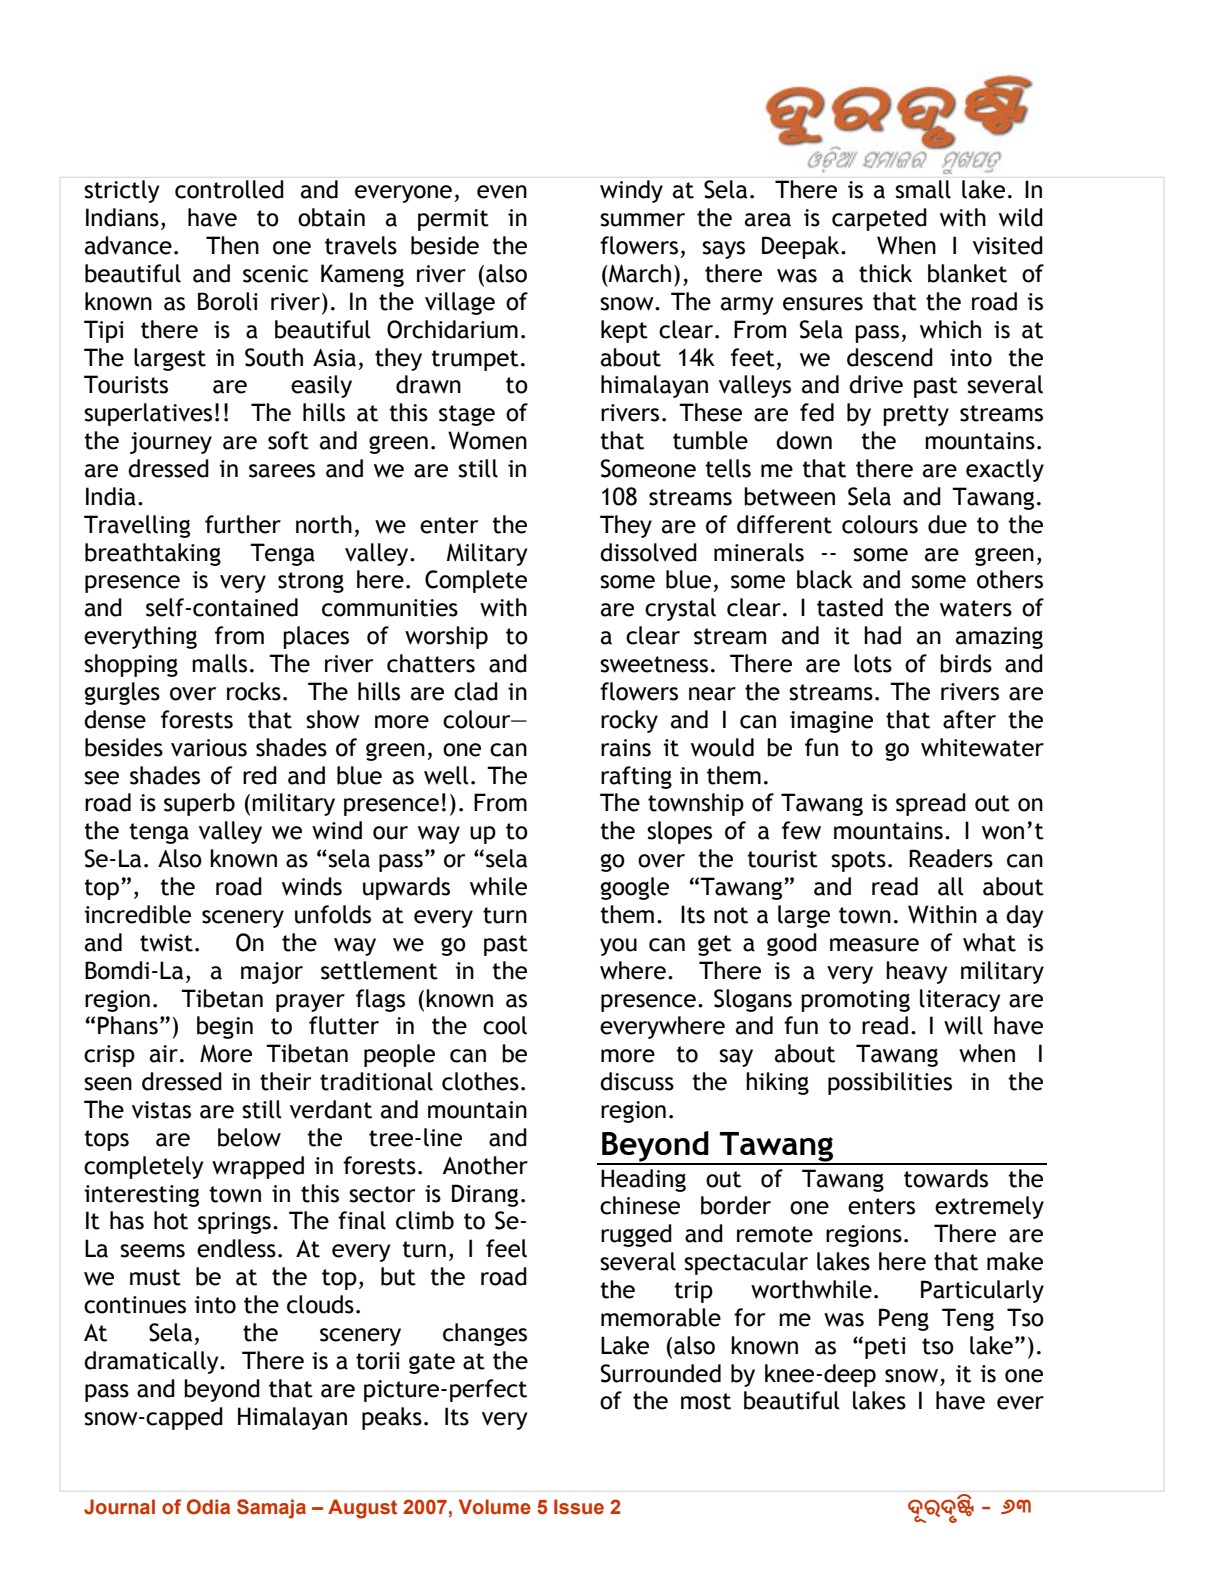 ଦୁରଦୃଷ୍ଟି
ଓଡ଼ିଆ ସମାଜର ମୁଖପତ୍ର
strictly controlled and everyone, even
Indians, have to obtain a permit in
advance. Then one travels beside the
beautiful and scenic Kameng river (also
known as Boroli river). In the village of
Tipi there is a beautiful Orchidarium.
The largest in South Asia, they trumpet.
Tourists are easily drawn to
superlatives!! The hills at this stage of
the journey are soft and green. Women
are dressed in sarees and we are still in
India.
Travelling further north, we enter the
breathtaking Tenga valley. Military
presence is very strong here. Complete
and self-contained communities with
everything from places of worship to
shopping malls. The river chatters and
gurgles over rocks. The hills are clad in
dense forests that show more colour—
besides various shades of green, one can
see shades of red and blue as well. The
road is superb (military presence!). From
the tenga valley we wind our way up to
Se-La. Also known as “sela pass” or “sela
top”, the road winds upwards while
incredible scenery unfolds at every turn
and twist. On the way we go past
Bomdi-La, a major settlement in the
region. Tibetan prayer flags (known as
“Phans”) begin to flutter in the cool
crisp air. More Tibetan people can be
seen dressed in their traditional clothes.
The vistas are still verdant and mountain
tops are below the tree-line and
completely wrapped in forests. Another
interesting town in this sector is Dirang.
It has hot springs. The final climb to Se-
La seems endless. At every turn, I feel
we must be at the top, but the road
continues into the clouds.
At Sela, the scenery changes
dramatically. There is a torii gate at the
pass and beyond that are picture-perfect
snow-capped Himalayan peaks. Its very
windy at Sela. There is a small lake. In
summer the area is carpeted with wild
flowers, says Deepak. When I visited
(March), there was a thick blanket of
snow. The army ensures that the road is
kept clear. From Sela pass, which is at
about 14k feet, we descend into the
himalayan valleys and drive past several
rivers. These are fed by pretty streams
that tumble down the mountains.
Someone tells me that there are exactly
108 streams between Sela and Tawang.
They are of different colours due to the
dissolved minerals -- some are green,
some blue, some black and some others
are crystal clear. I tasted the waters of
a clear stream and it had an amazing
sweetness. There are lots of birds and
flowers near the streams. The rivers are
rocky and I can imagine that after the
rains it would be fun to go whitewater
rafting in them.
The township of Tawang is spread out on
the slopes of a few mountains. I won’t
go over the tourist spots. Readers can
google “Tawang” and read all about
them. Its not a large town. Within a day
you can get a good measure of what is
where. There is a very heavy military
presence. Slogans promoting literacy are
everywhere and fun to read. I will have
more to say about Tawang when I
discuss the hiking possibilities in the
region.
Beyond Tawang
Heading out of Tawang towards the
chinese border one enters extremely
rugged and remote regions. There are
several spectacular lakes here that make
the trip worthwhile. Particularly
memorable for me was Peng Teng Tso
Lake (also known as “peti tso lake”).
Surrounded by knee-deep snow, it is one
of the most beautiful lakes I have ever
Journal of Odia Samaja – August 2007, Volume 5 Issue 2
ଦୂରଦୃଷ୍ଟି - ୬୩